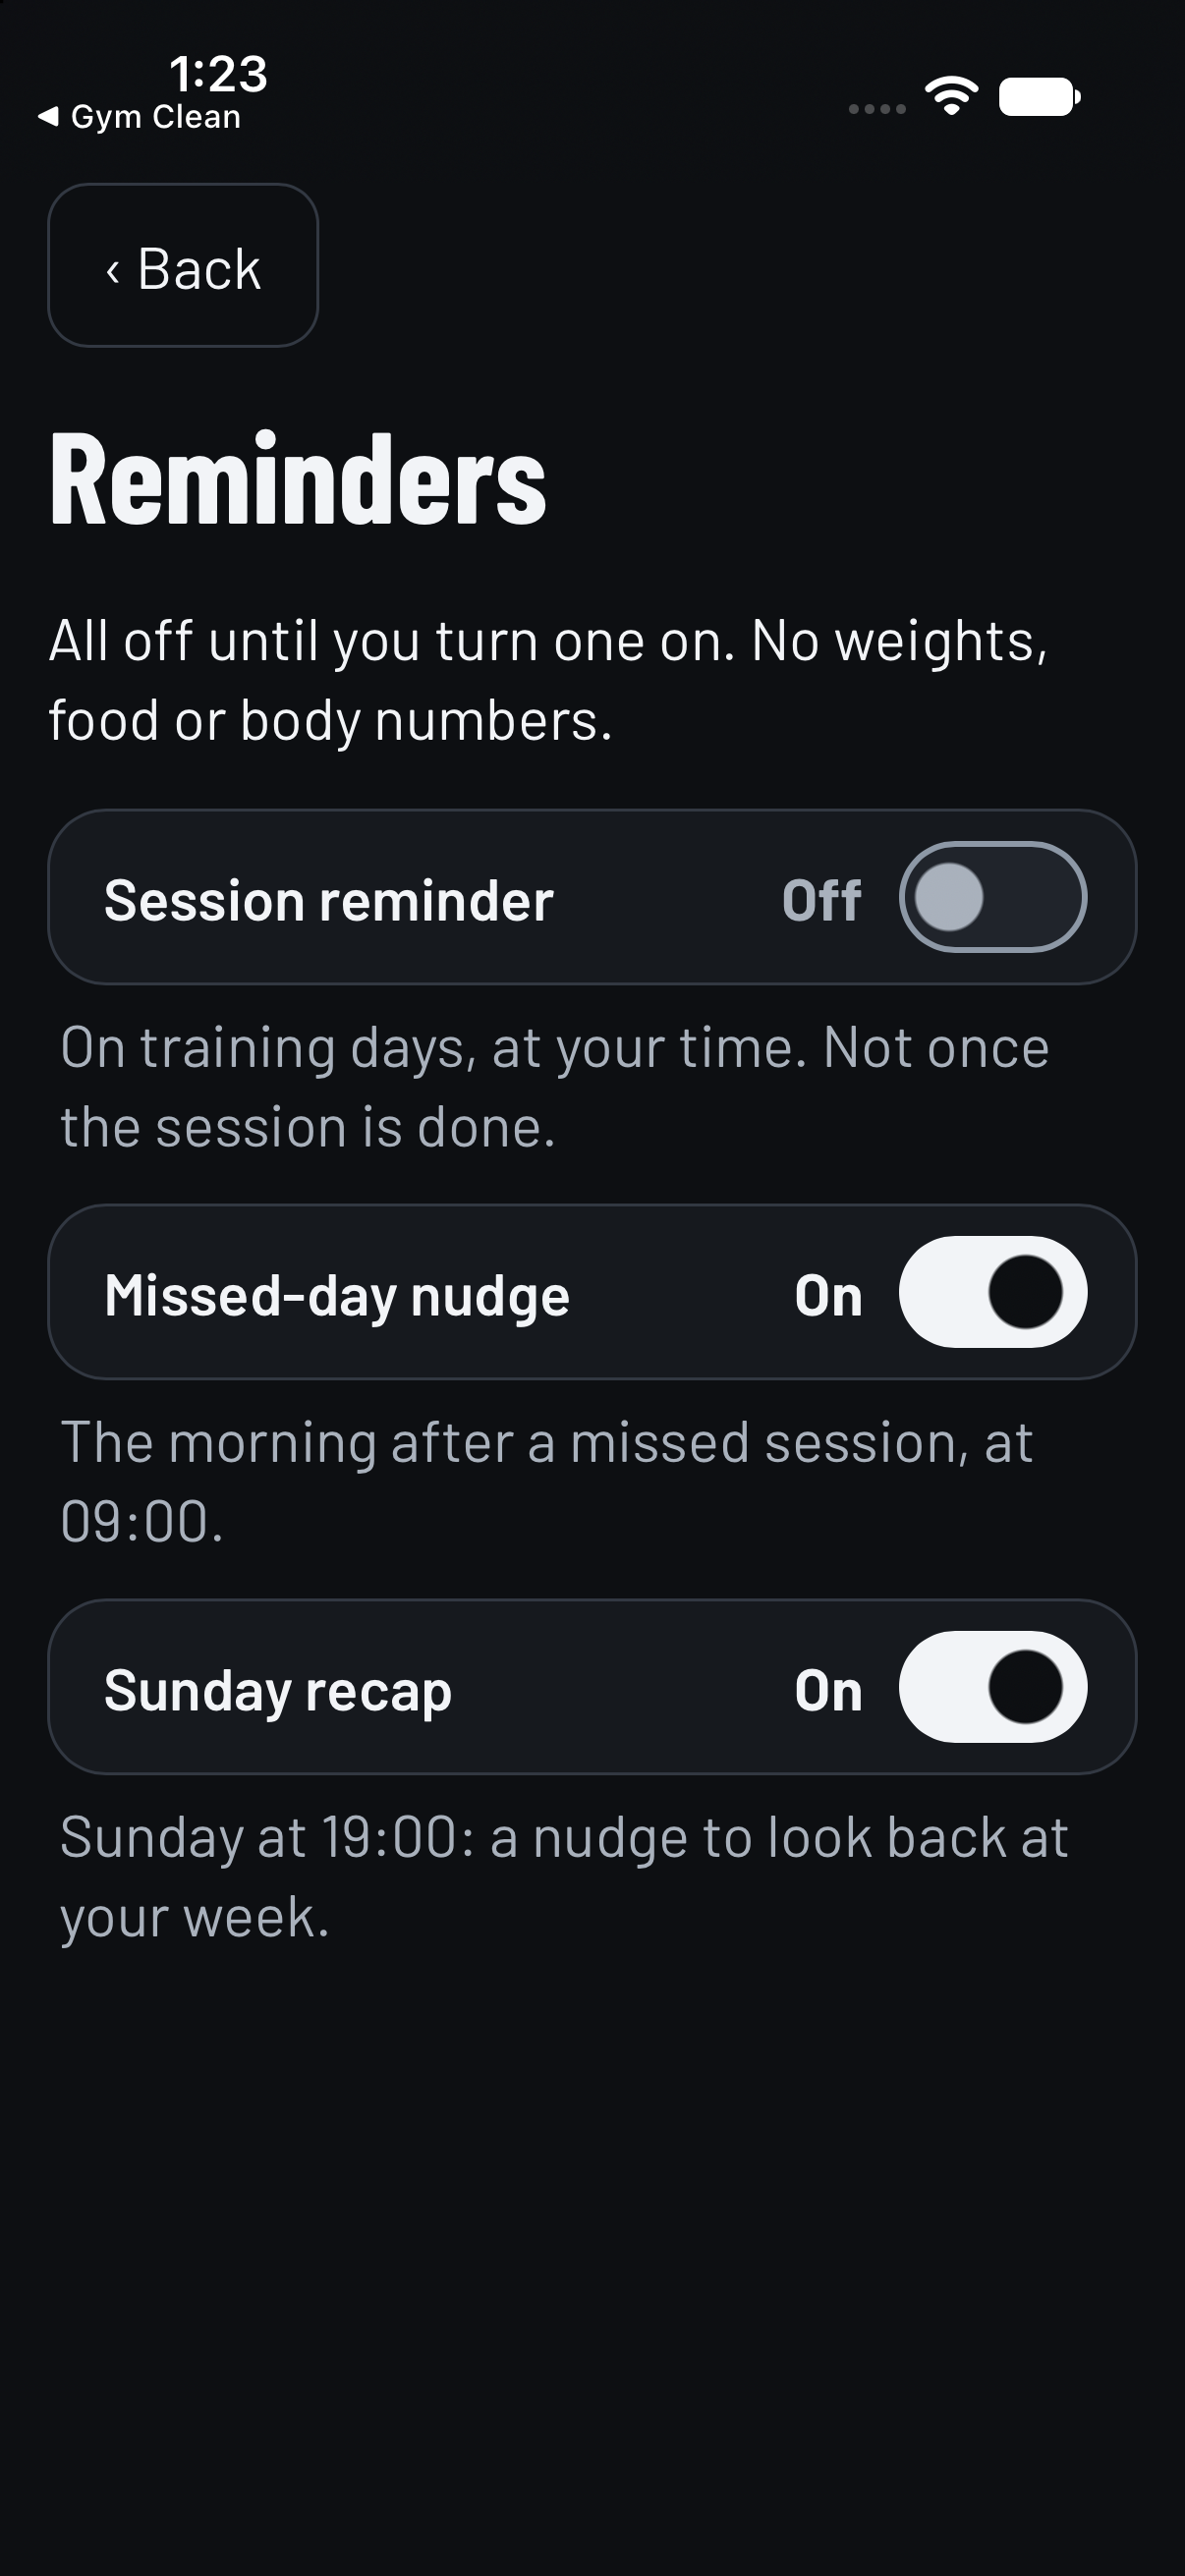 1:23
◀ Gym Clean
‹ Back
Reminders
All off until you turn one on. No weights,
food or body numbers.
Session reminder Off
On training days, at your time. Not once
the session is done.
Missed-day nudge On
The morning after a missed session, at
09:00.
Sunday recap On
Sunday at 19:00: a nudge to look back at
your week.